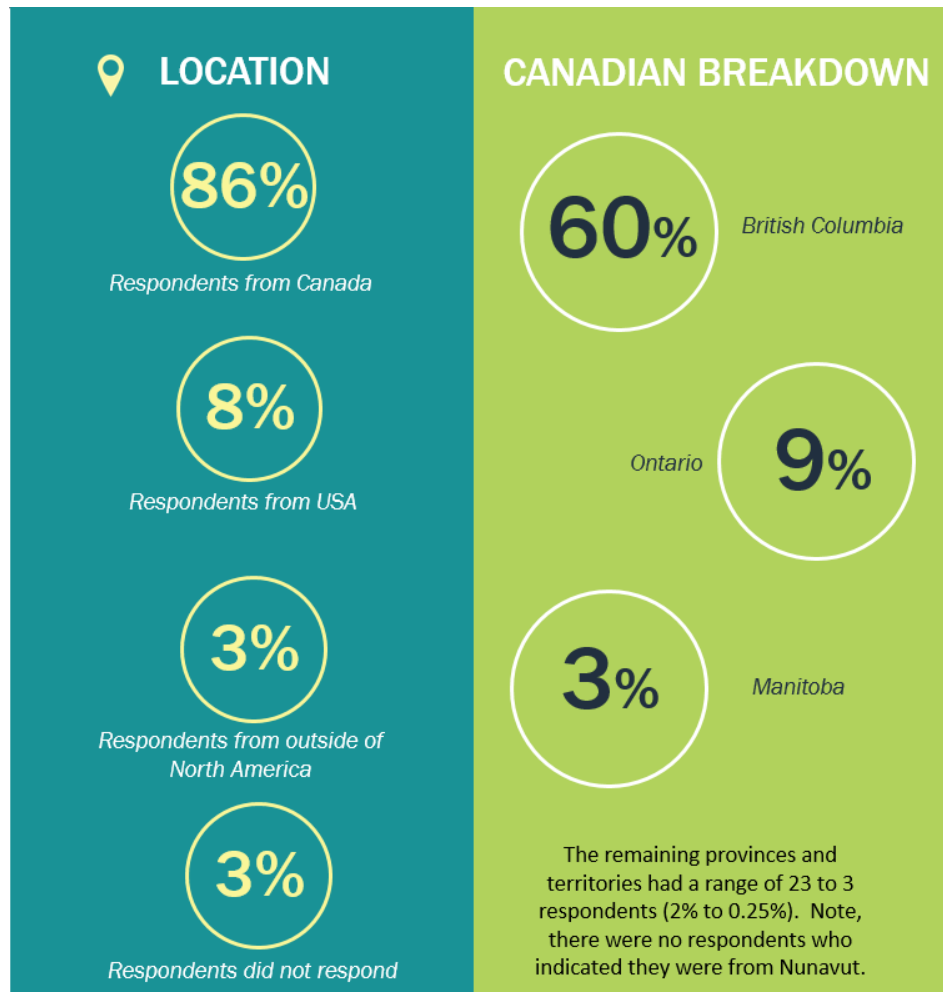 LOCATION
86%
Respondents from Canada
8%
Respondents from USA
3%
Respondents from outside of
North America
3%
Respondents did not respond
CANADIAN BREAKDOWN
60%
British Columbia
Ontario
9%
3%
Manitoba
The remaining provinces and
territories had a range of 23 to 3
respondents (2% to 0.25%).  Note,
there were no respondents who
indicated they were from Nunavut.